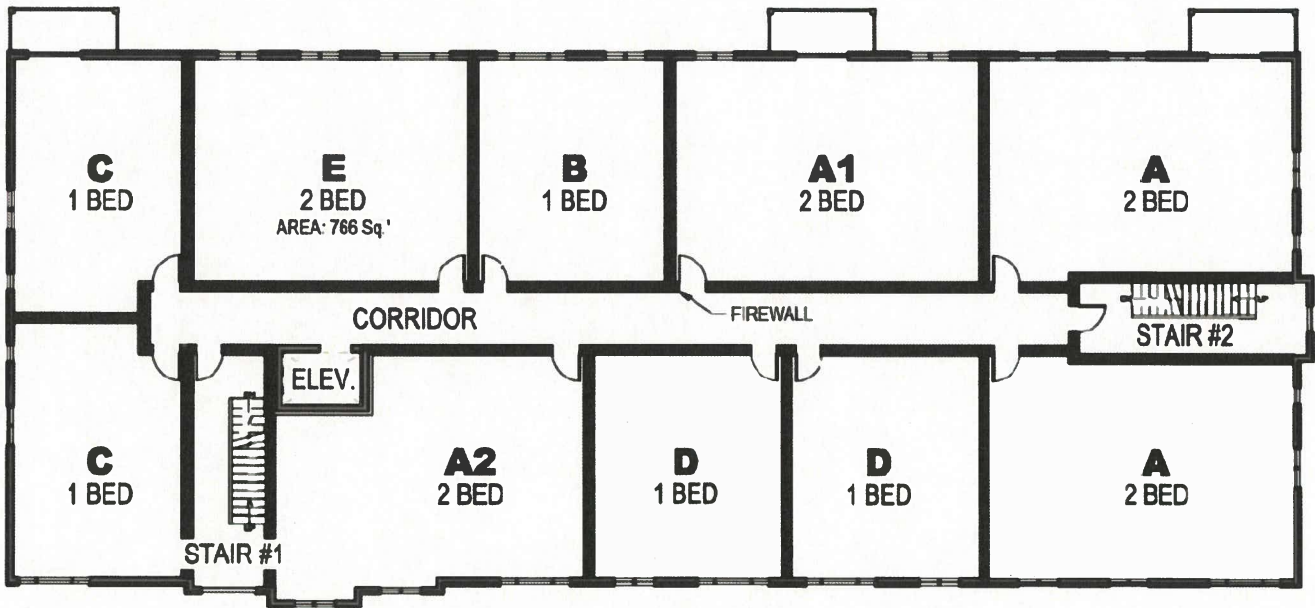 C
1 BED
E
2 BED
AREA: 766 Sq.'
B
1 BED
A1
2 BED
A
2 BED
CORRIDOR
FIREWALL
STAIR #2
ELEV.
C
1 BED
STAIR #1
A2
2 BED
D
1 BED
D
1 BED
A
2 BED